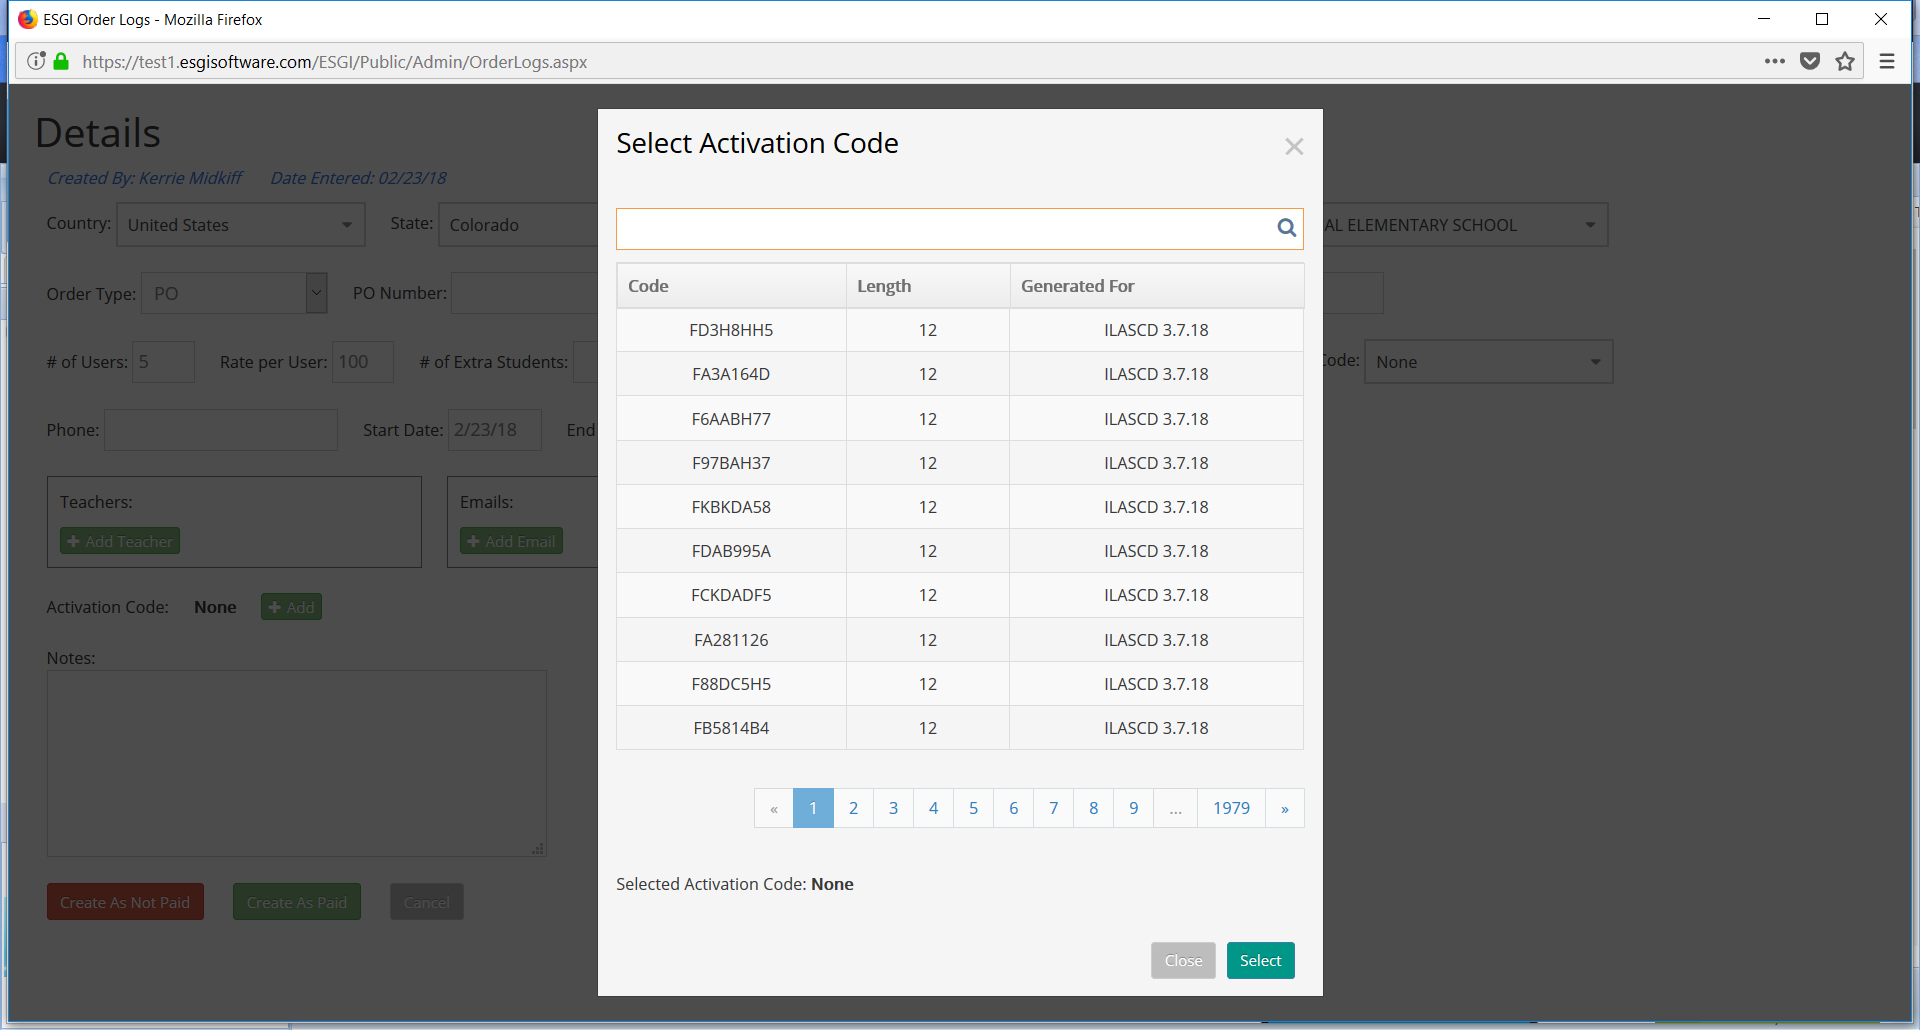 ESGI Order Logs - Mozilla Firefox
https://test1.esgisoftware.com/ESGI/Public/Admin/OrderLogs.aspx
Details
Created By: Kerrie Midkiff Date Entered: 02/23/18
Country: United States State: Colorado AL ELEMENTARY SCHOOL
Order Type: PO PO Number:
# of Users: 5 Rate per User: 100 # of Extra Students: Code: None
Phone: Start Date: 2/23/18 End
Teachers: Emails:
Add Teacher Add Email
Activation Code: None Add
Notes:
Create As Not Paid Create As Paid Cancel
Select Activation Code
Code Length Generated For
FD3H8HH5 12 ILASCD 3.7.18
FA3A164D 12 ILASCD 3.7.18
F6AABH77 12 ILASCD 3.7.18
F97BAH37 12 ILASCD 3.7.18
FKBKDA58 12 ILASCD 3.7.18
FDAB995A 12 ILASCD 3.7.18
FCKDADF5 12 ILASCD 3.7.18
FA281126 12 ILASCD 3.7.18
F88DC5H5 12 ILASCD 3.7.18
FB5814B4 12 ILASCD 3.7.18
« 1 2 3 4 5 6 7 8 9 ... 1979 »
Selected Activation Code: None
Close Select